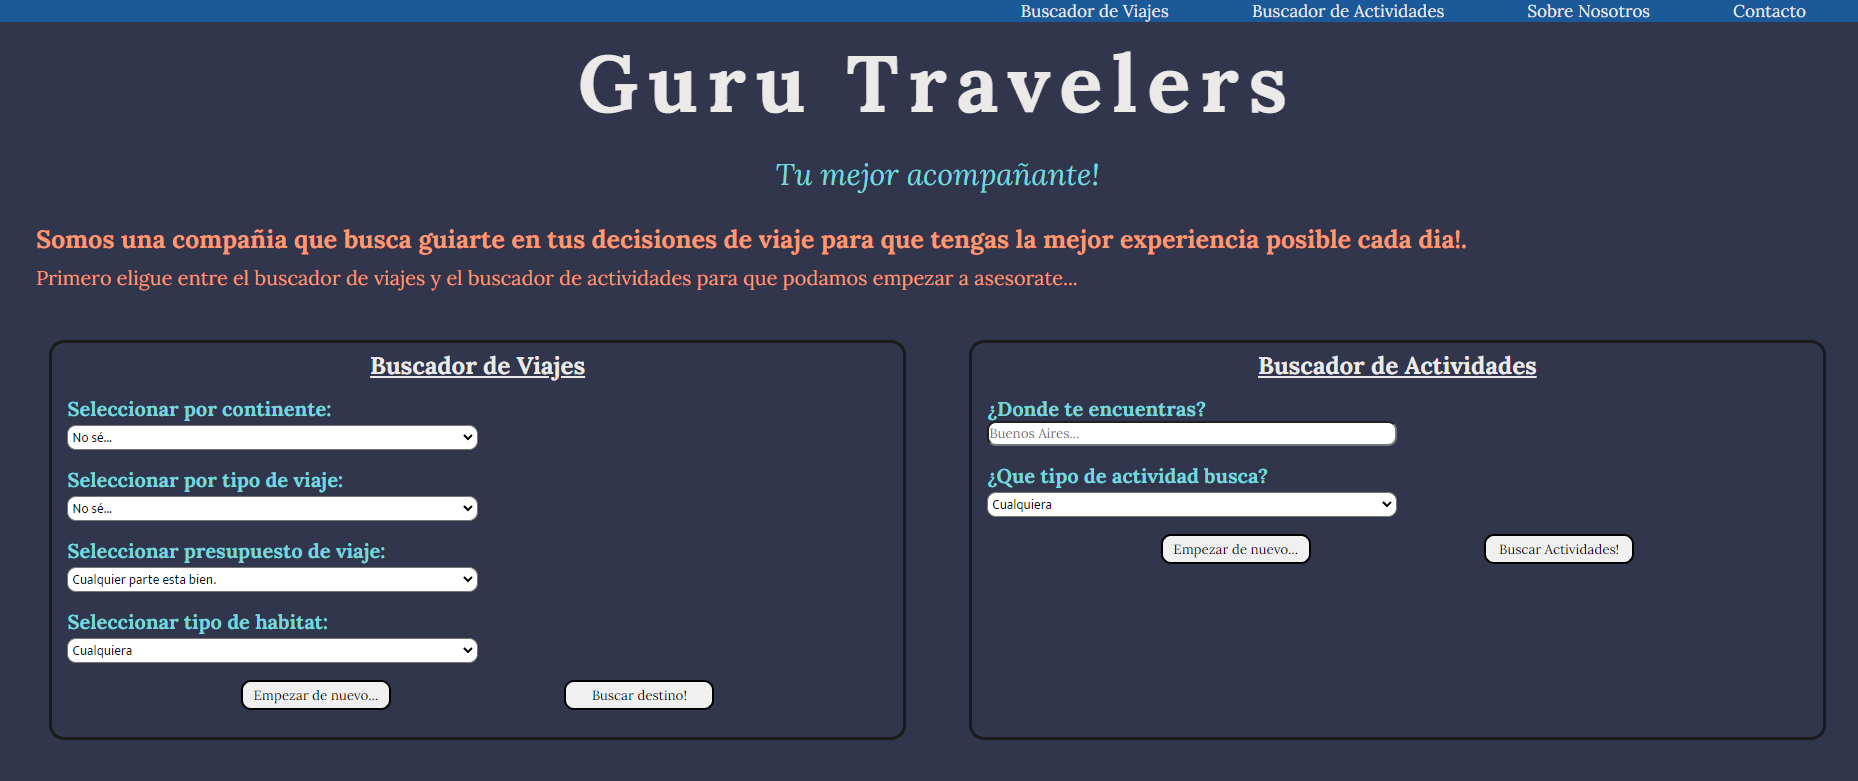 Buscador de Viajes Buscador de Actividades Sobre Nosotros Contacto
Guru Travelers
Tu mejor acompañante!
Somos una compañia que busca guiarte en tus decisiones de viaje para que tengas la mejor experiencia posible cada dia!.
Primero eligue entre el buscador de viajes y el buscador de actividades para que podamos empezar a asesorate...
Buscador de Viajes
Seleccionar por continente:
No sé...
Seleccionar por tipo de viaje:
No sé...
Seleccionar presupuesto de viaje:
Cualquier parte esta bien.
Seleccionar tipo de habitat:
Cualquiera
Empezar de nuevo... Buscar destino!
Buscador de Actividades
¿Donde te encuentras?
Buenos Aires...
¿Que tipo de actividad busca?
Cualquiera
Empezar de nuevo... Buscar Actividades!